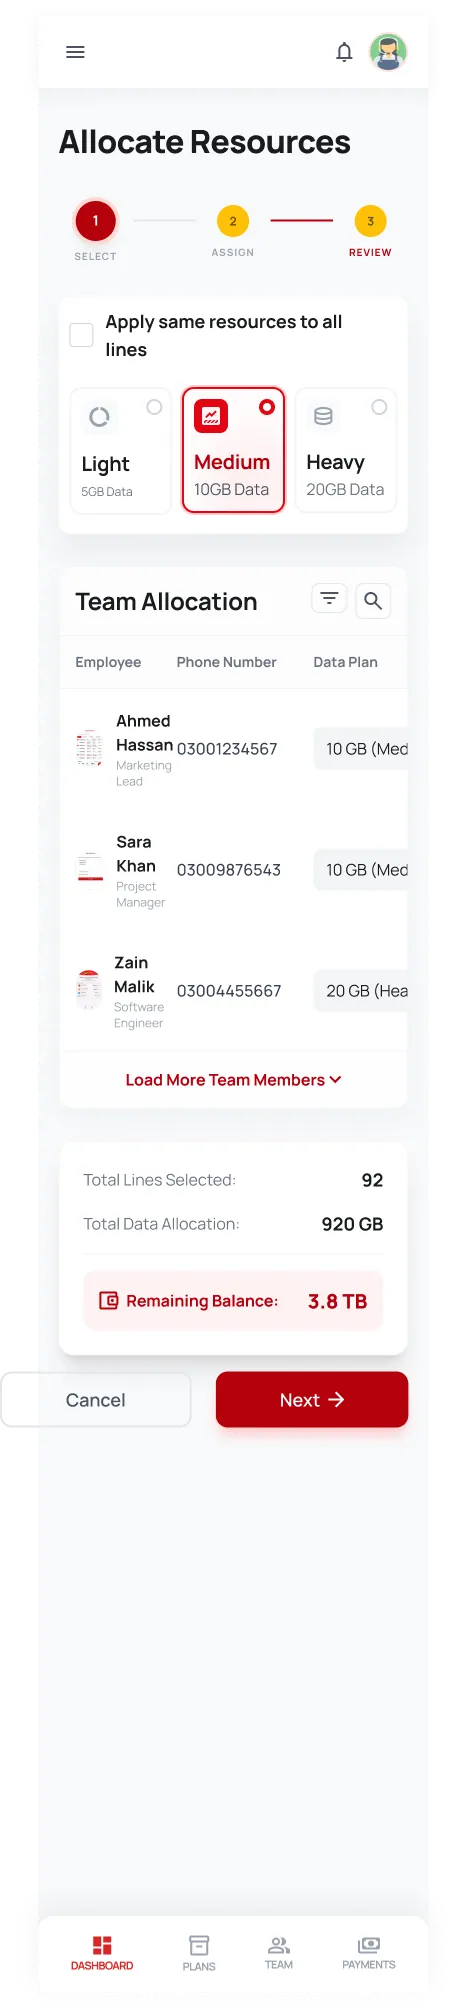 Allocate Resources
1
2
3
SELECT
ASSIGN
REVIEW
Apply same resources to all
lines
Light
5GB Data
Medium
10GB Data
Heavy
20GB Data
Team Allocation
Employee Phone Number Data Plan
Ahmed
Hassan
Marketing
Lead
03001234567
10 GB (Med
Sara
Khan
Project
Manager
03009876543
10 GB (Med
Zain
Malik
Software
Engineer
03004455667
20 GB (Hea
Load More Team Members
Total Lines Selected: 92
Total Data Allocation: 920 GB
Remaining Balance: 3.8 TB
Cancel
Next
DASHBOARD
PLANS
TEAM
PAYMENTS